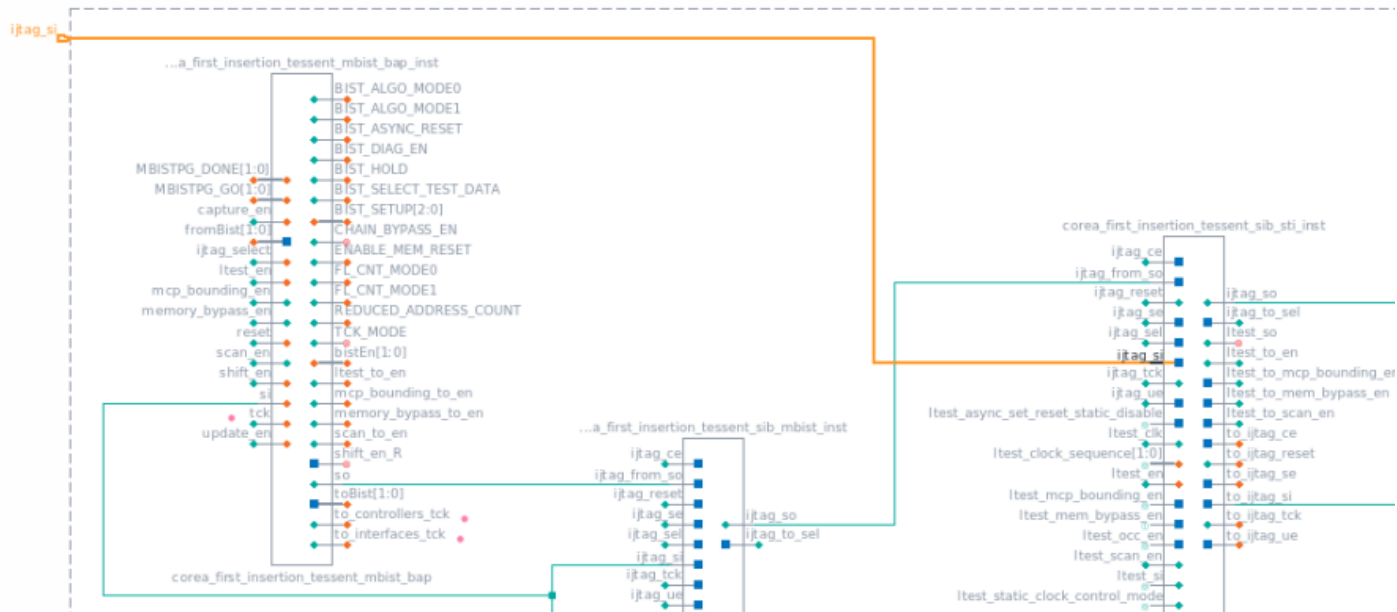 ijtag_si
...a_first_insertion_tessent_mbist_bap_inst
BIST_ALGO_MODE0
BIST_ALGO_MODE1
BIST_ASYNC_RESET
BIST_DIAG_EN
BIST_HOLD
BIST_SELECT_TEST_DATA
BIST_SETUP[2:0]
CHAIN_BYPASS_EN
ENABLE_MEM_RESET
FL_CNT_MODE0
FL_CNT_MODE1
REDUCED_ADDRESS_COUNT
TCK_MODE
bistEn[1:0]
ltest_to_en
mcp_bounding_to_en
memory_bypass_to_en
scan_to_en
shift_en_R
so
toBist[1:0]
to_controllers_tck
to_interfaces_tck
MBISTPG_DONE[1:0]
MBISTPG_GO[1:0]
capture_en
fromBist[1:0]
ijtag_select
ltest_en
mcp_bounding_en
memory_bypass_en
reset
scan_en
shift_en
si
tck
update_en
corea_first_insertion_tessent_mbist_bap
...a_first_insertion_tessent_sib_mbist_inst
ijtag_ce
ijtag_from_so
ijtag_reset
ijtag_se
ijtag_sel
ijtag_si
ijtag_tck
ijtag_ue
ijtag_so
ijtag_to_sel
corea_first_insertion_tessent_sib_sti_inst
ijtag_ce
ijtag_from_so
ijtag_reset
ijtag_se
ijtag_sel
ijtag_si
ijtag_tck
ijtag_ue
ltest_async_set_reset_static_disable
ltest_clk
ltest_clock_sequence[1:0]
ltest_en
ltest_mcp_bounding_en
ltest_mem_bypass_en
ltest_occ_en
ltest_scan_en
ltest_si
ltest_static_clock_control_mode
ijtag_so
ijtag_to_sel
ltest_so
ltest_to_en
ltest_to_mcp_bounding_en
ltest_to_mem_bypass_en
ltest_to_scan_en
to_ijtag_ce
to_ijtag_reset
to_ijtag_se
to_ijtag_si
to_ijtag_tck
to_ijtag_ue